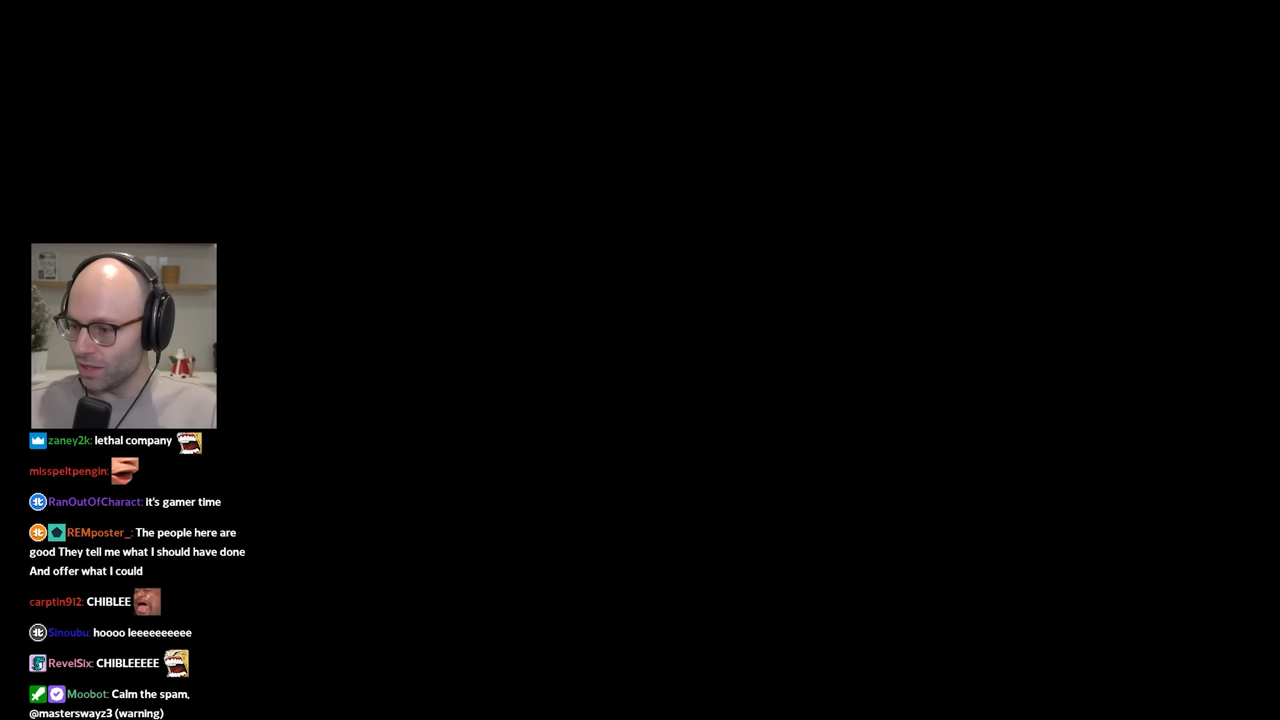 zaney2k: lethal company
misspeltpengin:
RanOutOfCharact: it's gamer time
REMposter_: The people here are
good They tell me what I should have done
And offer what I could
carptin912: CHIBLEE
Sinoubu: hoooo leeeeeeeeee
RevelSix: CHIBLEEEEE
Moobot: Calm the spam,
@masterswayz3 (warning)